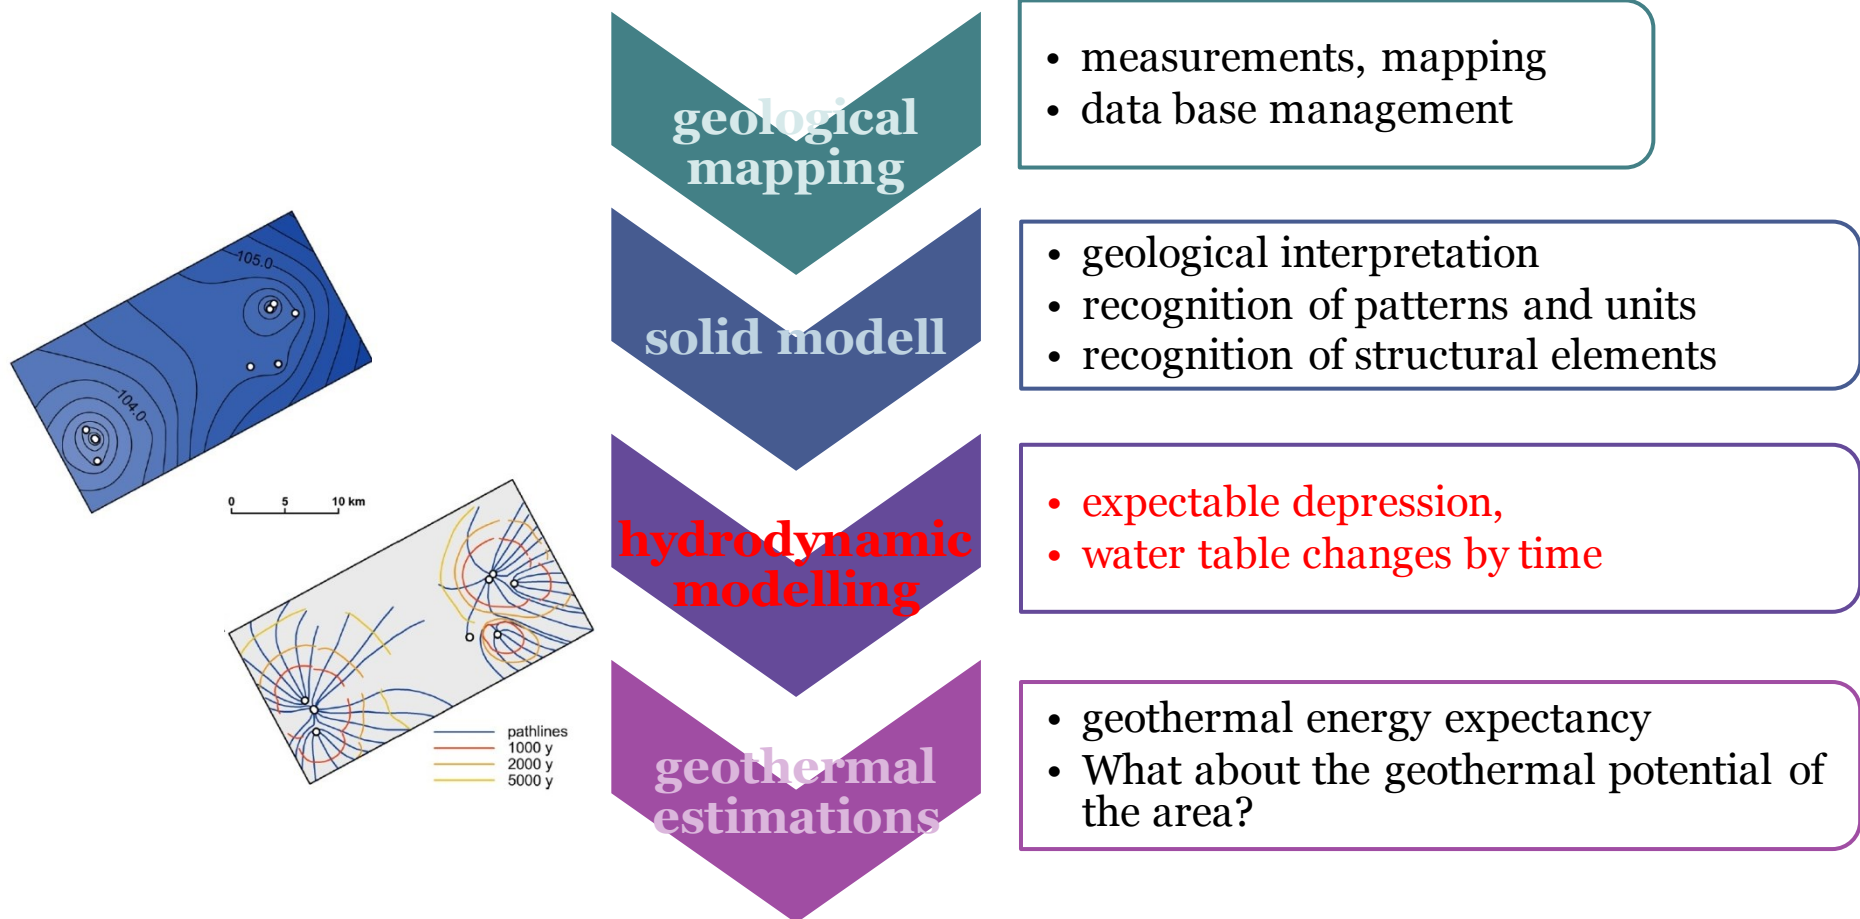 geological
mapping
• measurements, mapping
• data base management
solid modell
• geological interpretation
• recognition of patterns and units
• recognition of structural elements
hydrodynamic
modelling
• expectable depression,
• water table changes by time
geothermal
estimations
• geothermal energy expectancy
• What about the geothermal potential of
the area?
105.0
104.0
0 5 10 km
pathlines
1000 y
2000 y
5000 y